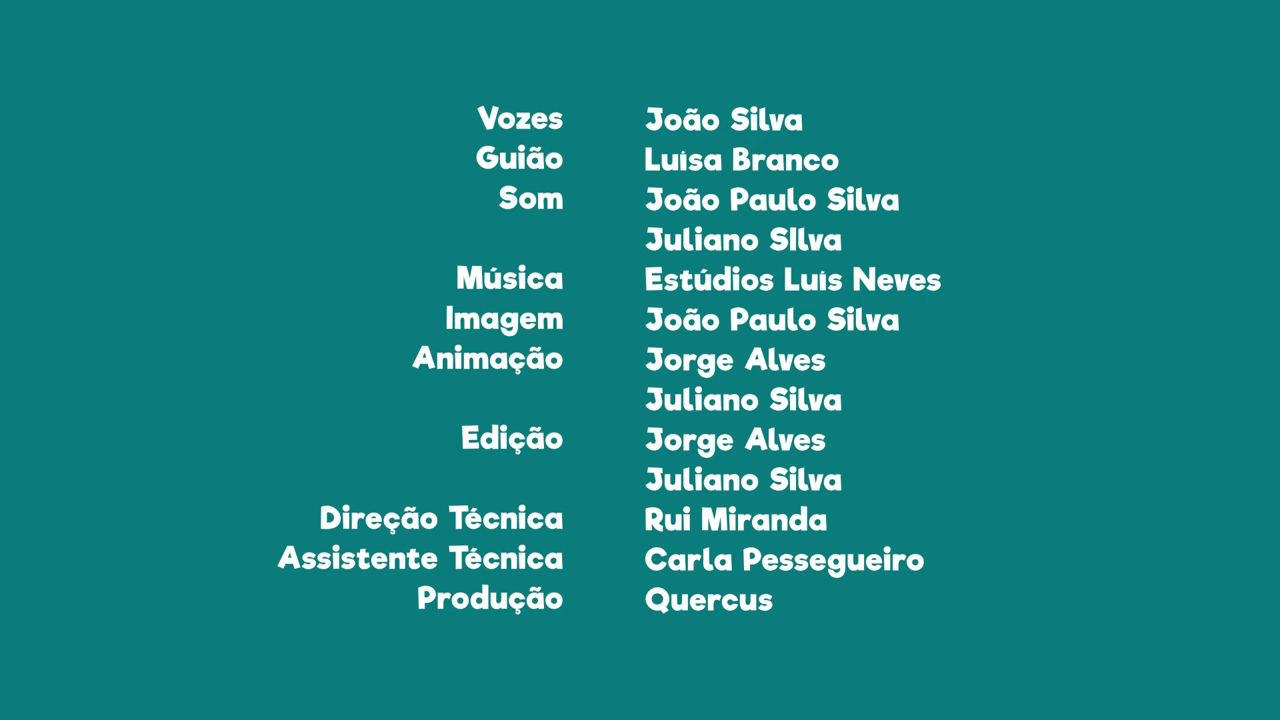 Vozes João Silva
Guião Luísa Branco
Som João Paulo Silva
Juliano SIlva
Música Estúdios Luís Neves
Imagem João Paulo Silva
Animação Jorge Alves
Juliano Silva
Edição Jorge Alves
Juliano Silva
Direção Técnica Rui Miranda
Assistente Técnica Carla Pessegueiro
Produção Quercus